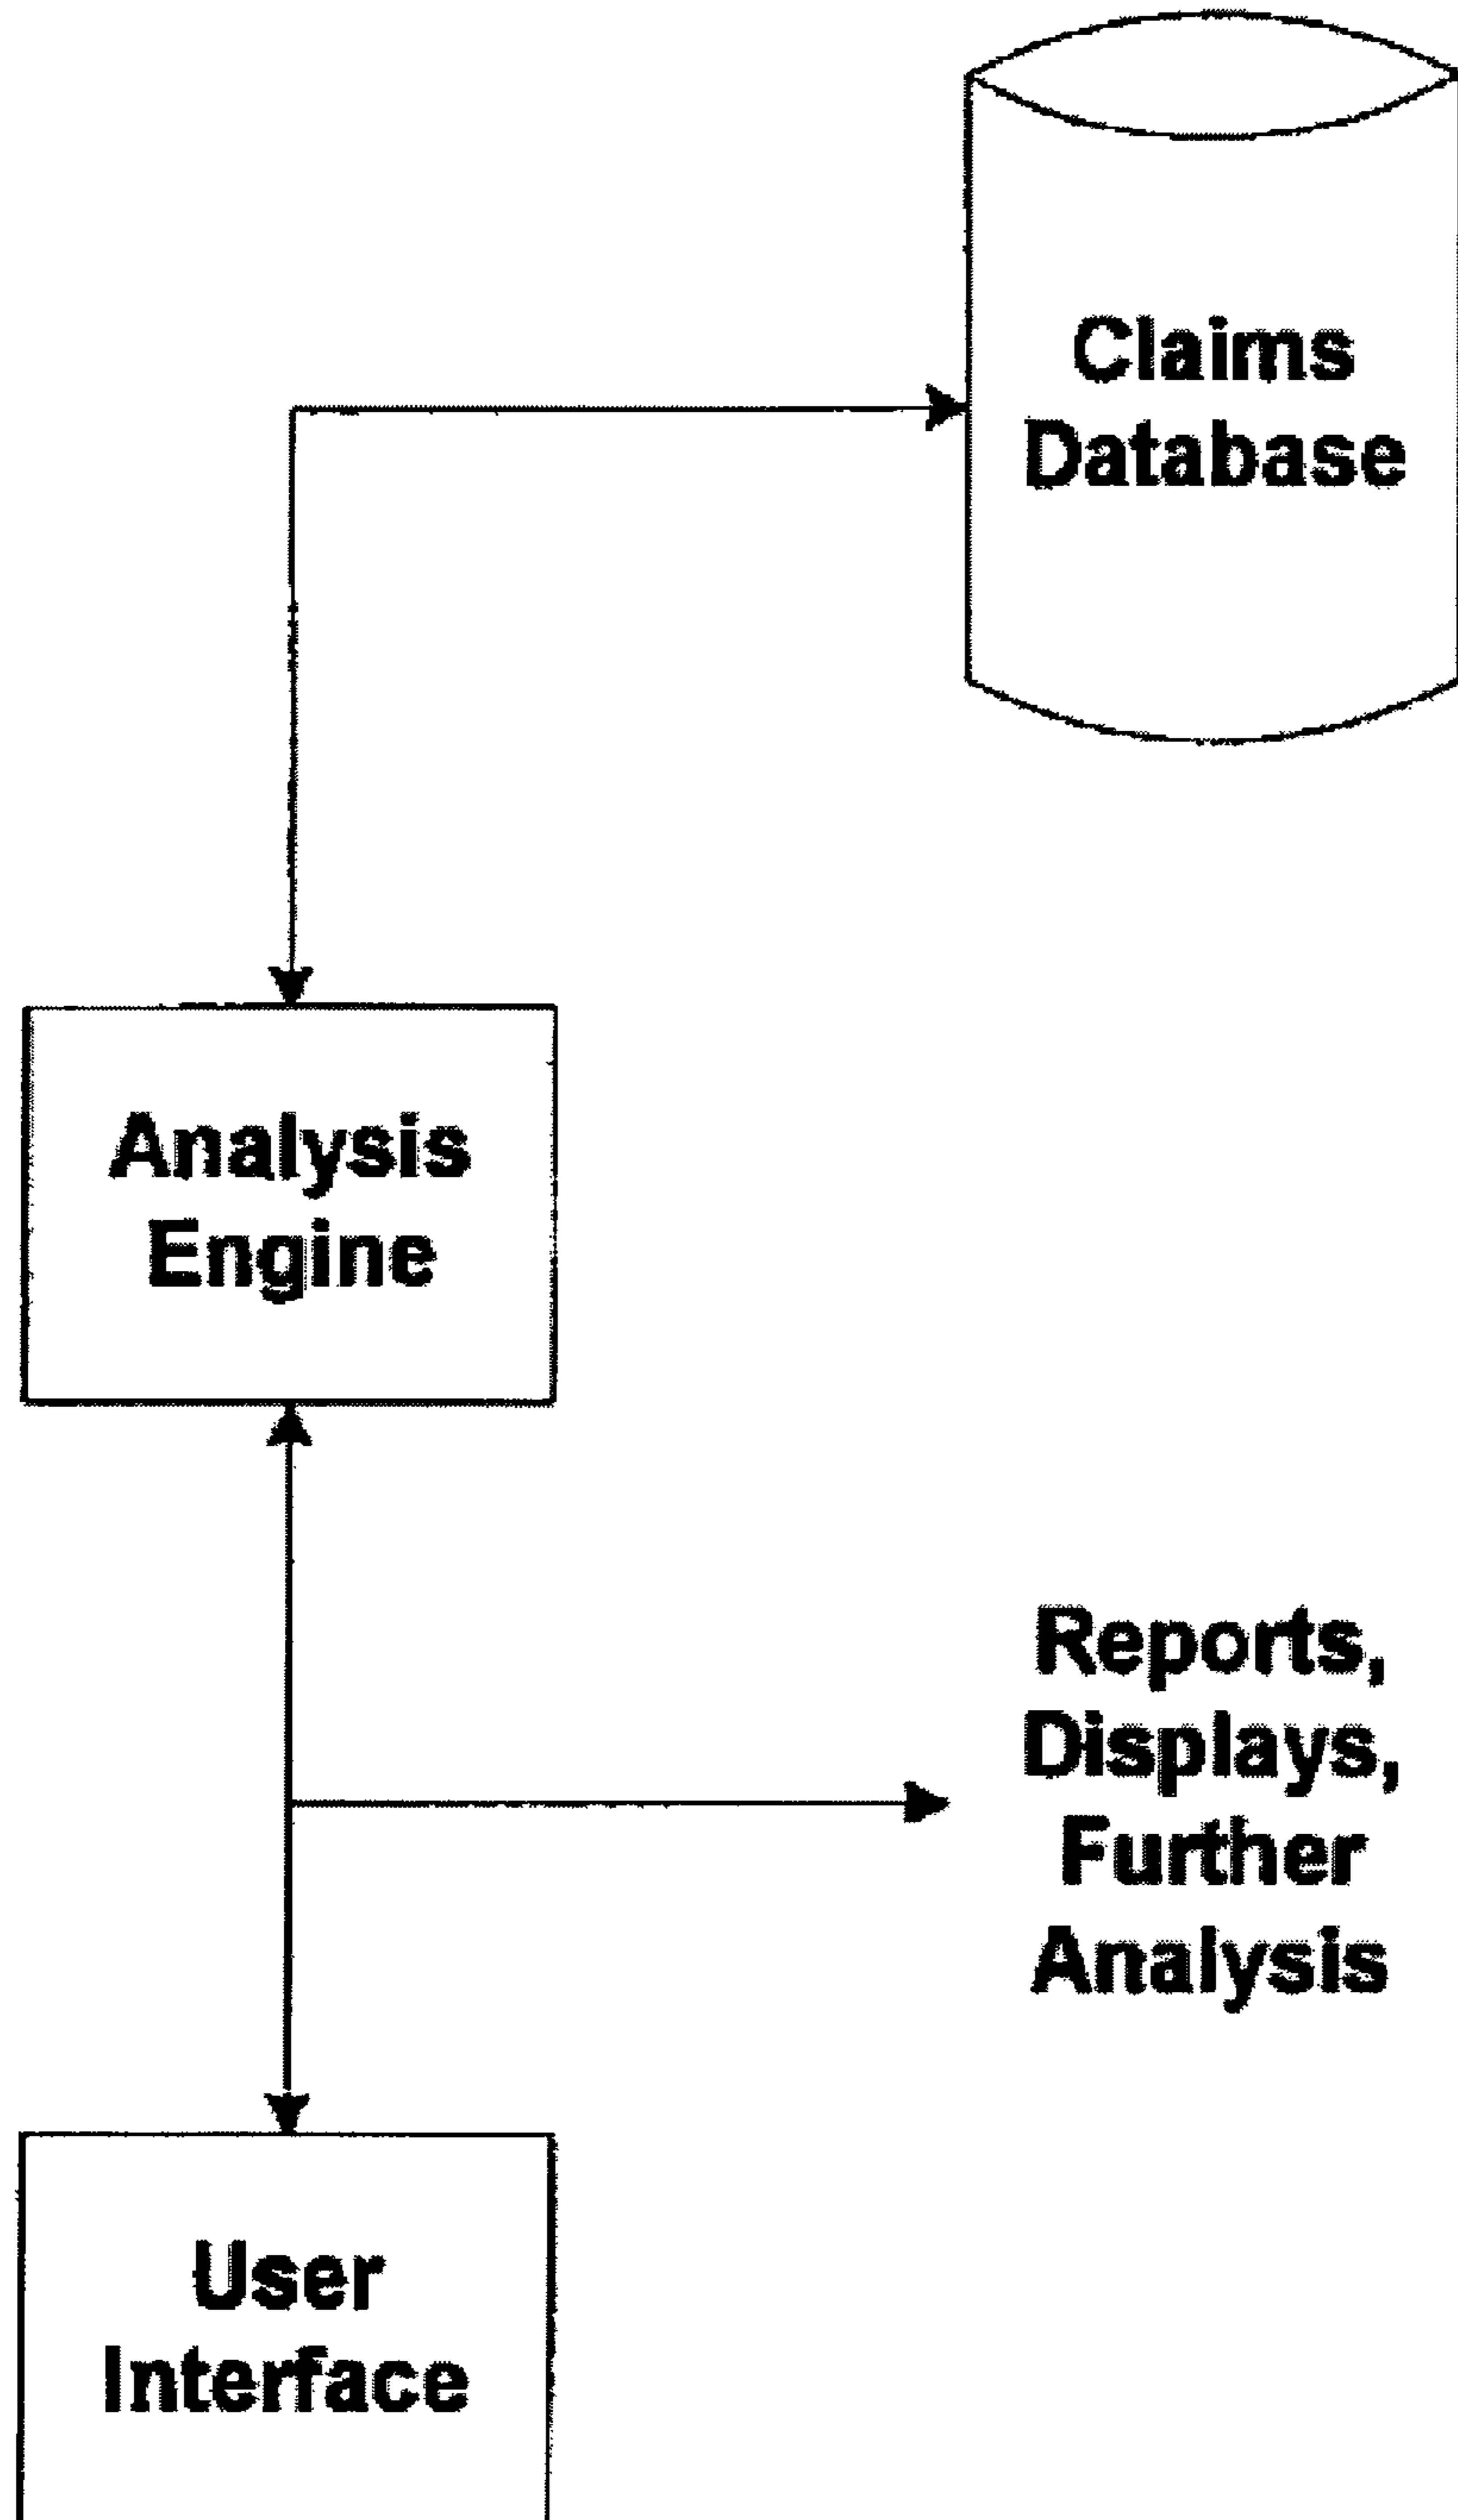 Claims
Database
Analysis
Engine
Reports,
Displays,
Further
Analysis
User
Interface